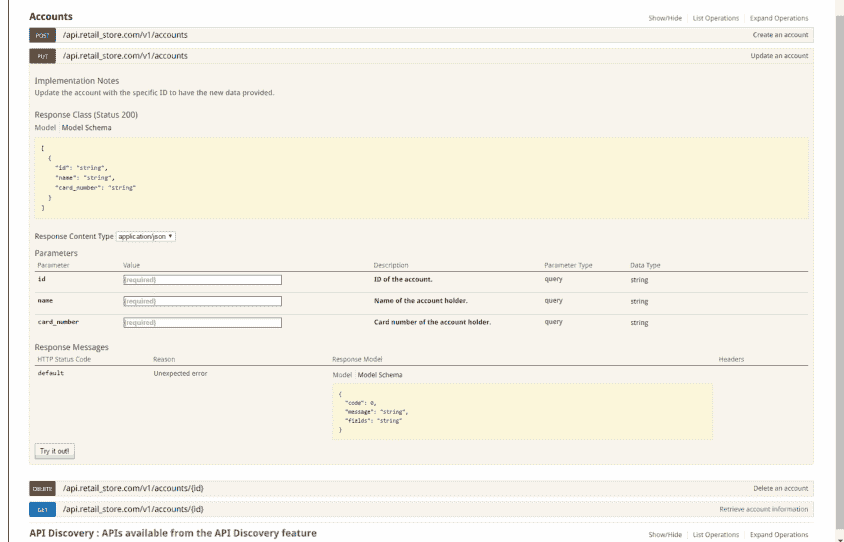 Accounts Show/Hide List Operations Expand Operations
POST /api.retail_store.com/v1/accounts Create an account
PUT /api.retail_store.com/v1/accounts Update an account
Implementation Notes
Update the account with the specific ID to have the new data provided.
Response Class (Status 200)
Model Model Schema
[
{
"id": "string",
"name": "string",
"card_number": "string"
}
]
Response Content Type application/json
Parameters
Parameter Value Description Parameter Type Data Type
id (required) ID of the account. query string
name (required) Name of the account holder. query string
card_number (required) Card number of the account holder. query string
Response Messages
HTTP Status Code Reason Response Model Headers
default Unexpected error Model Model Schema
{
"code": 0,
"message": "string",
"fields": "string"
}
Try it out!
DELETE /api.retail_store.com/v1/accounts/{id} Delete an account
GET /api.retail_store.com/v1/accounts/{id} Retrieve account information
API Discovery : APIs available from the API Discovery feature Show/Hide List Operations Expand Operations